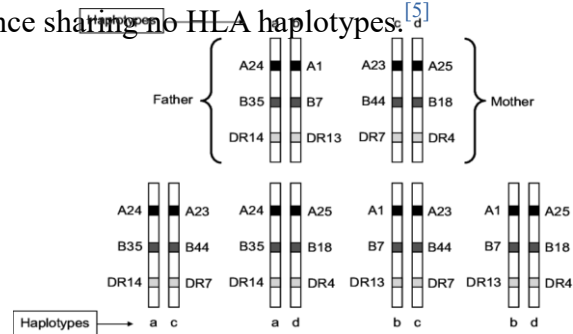 nce sharing no HLA haplotypes.[5]
Haplotypes a b c d
A24 A1 A23 A25
Father B35 B7 B44 B18 Mother
DR14 DR13 DR7 DR4
A24 A23 A24 A25 A1 A23 A1 A25
B35 B44 B35 B18 B7 B44 B7 B18
DR14 DR7 DR14 DR4 DR13 DR7 DR13 DR4
Haplotypes a c a d b c b d